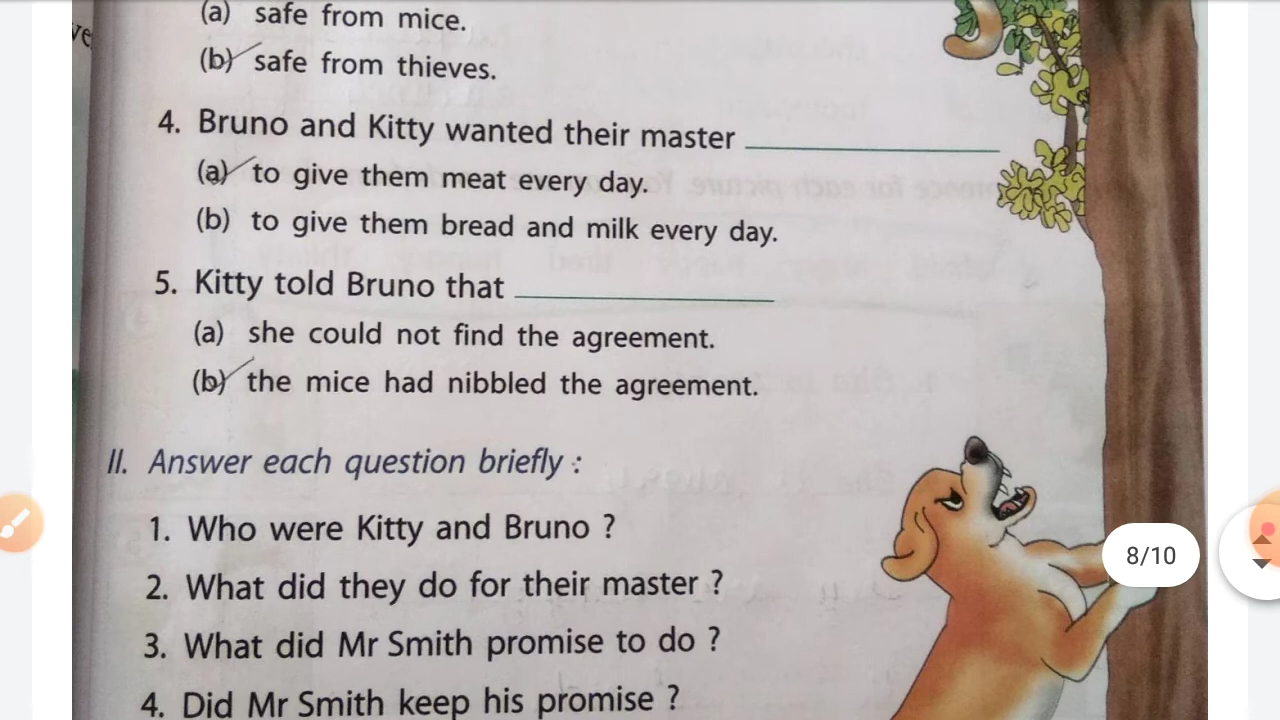 (a) safe from mice.
(b) safe from thieves.
4. Bruno and Kitty wanted their master ____________
(a) to give them meat every day.
(b) to give them bread and milk every day.
5. Kitty told Bruno that ____________
(a) she could not find the agreement.
(b) the mice had nibbled the agreement.
II. Answer each question briefly :
1. Who were Kitty and Bruno ?
2. What did they do for their master ?
3. What did Mr Smith promise to do ?
8/10
4. Did Mr Smith keep his promise ?